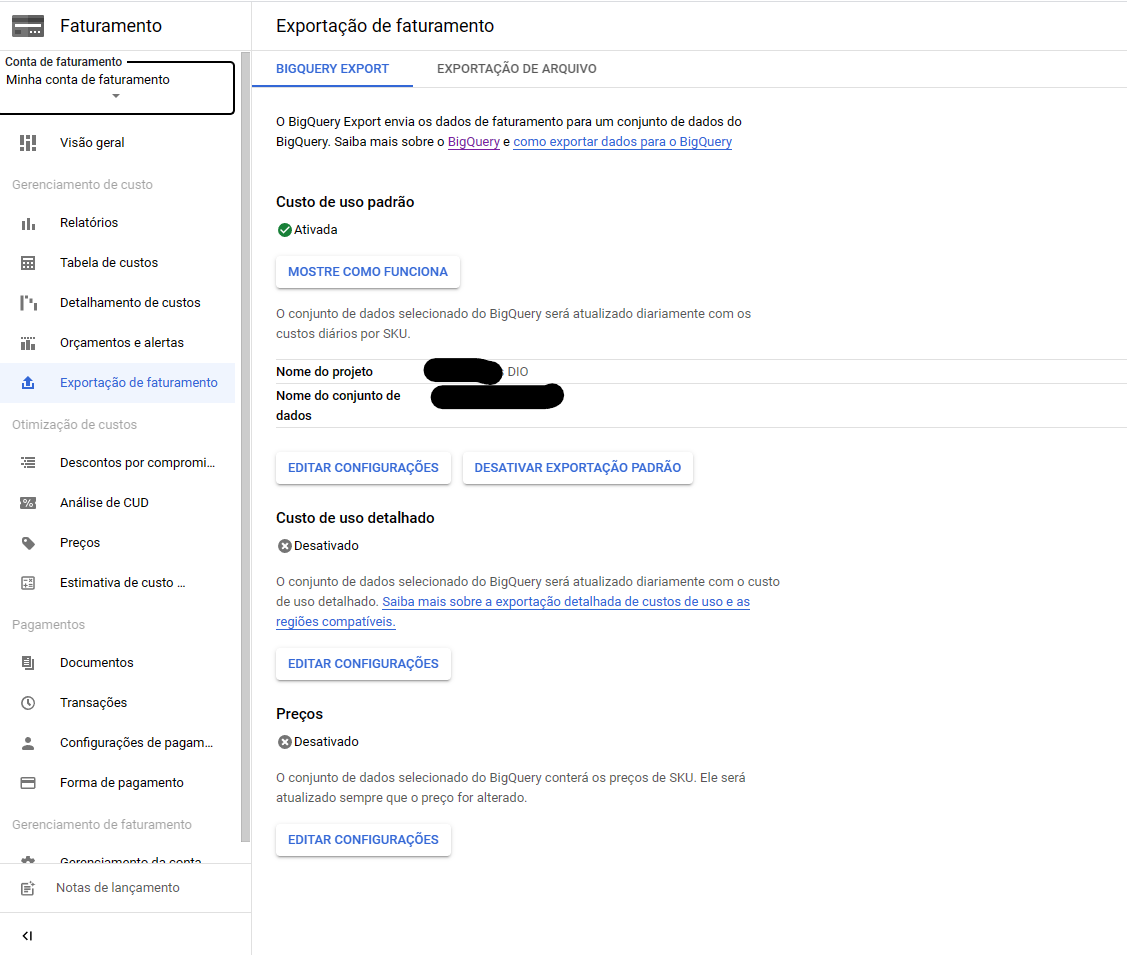 Faturamento
Conta de faturamento
Minha conta de faturamento
Visão geral
Gerenciamento de custo
Relatórios
Tabela de custos
Detalhamento de custos
Orçamentos e alertas
Exportação de faturamento
Otimização de custos
Descontos por compromi...
Análise de CUD
Preços
Estimativa de custo ...
Pagamentos
Documentos
Transações
Configurações de pagam...
Forma de pagamento
Gerenciamento de faturamento
Gerenciamento da conta
Notas de lançamento
Exportação de faturamento
BIGQUERY EXPORT
EXPORTAÇÃO DE ARQUIVO
O BigQuery Export envia os dados de faturamento para um conjunto de dados do
BigQuery. Saiba mais sobre o BigQuery e como exportar dados para o BigQuery
Custo de uso padrão
Ativada
MOSTRE COMO FUNCIONA
O conjunto de dados selecionado do BigQuery será atualizado diariamente com os
custos diários por SKU.
Nome do projeto DIO
Nome do conjunto de
dados
EDITAR CONFIGURAÇÕES
DESATIVAR EXPORTAÇÃO PADRÃO
Custo de uso detalhado
Desativado
O conjunto de dados selecionado do BigQuery será atualizado diariamente com o custo
de uso detalhado. Saiba mais sobre a exportação detalhada de custos de uso e as
regiões compatíveis.
EDITAR CONFIGURAÇÕES
Preços
Desativado
O conjunto de dados selecionado do BigQuery conterá os preços de SKU. Ele será
atualizado sempre que o preço for alterado.
EDITAR CONFIGURAÇÕES